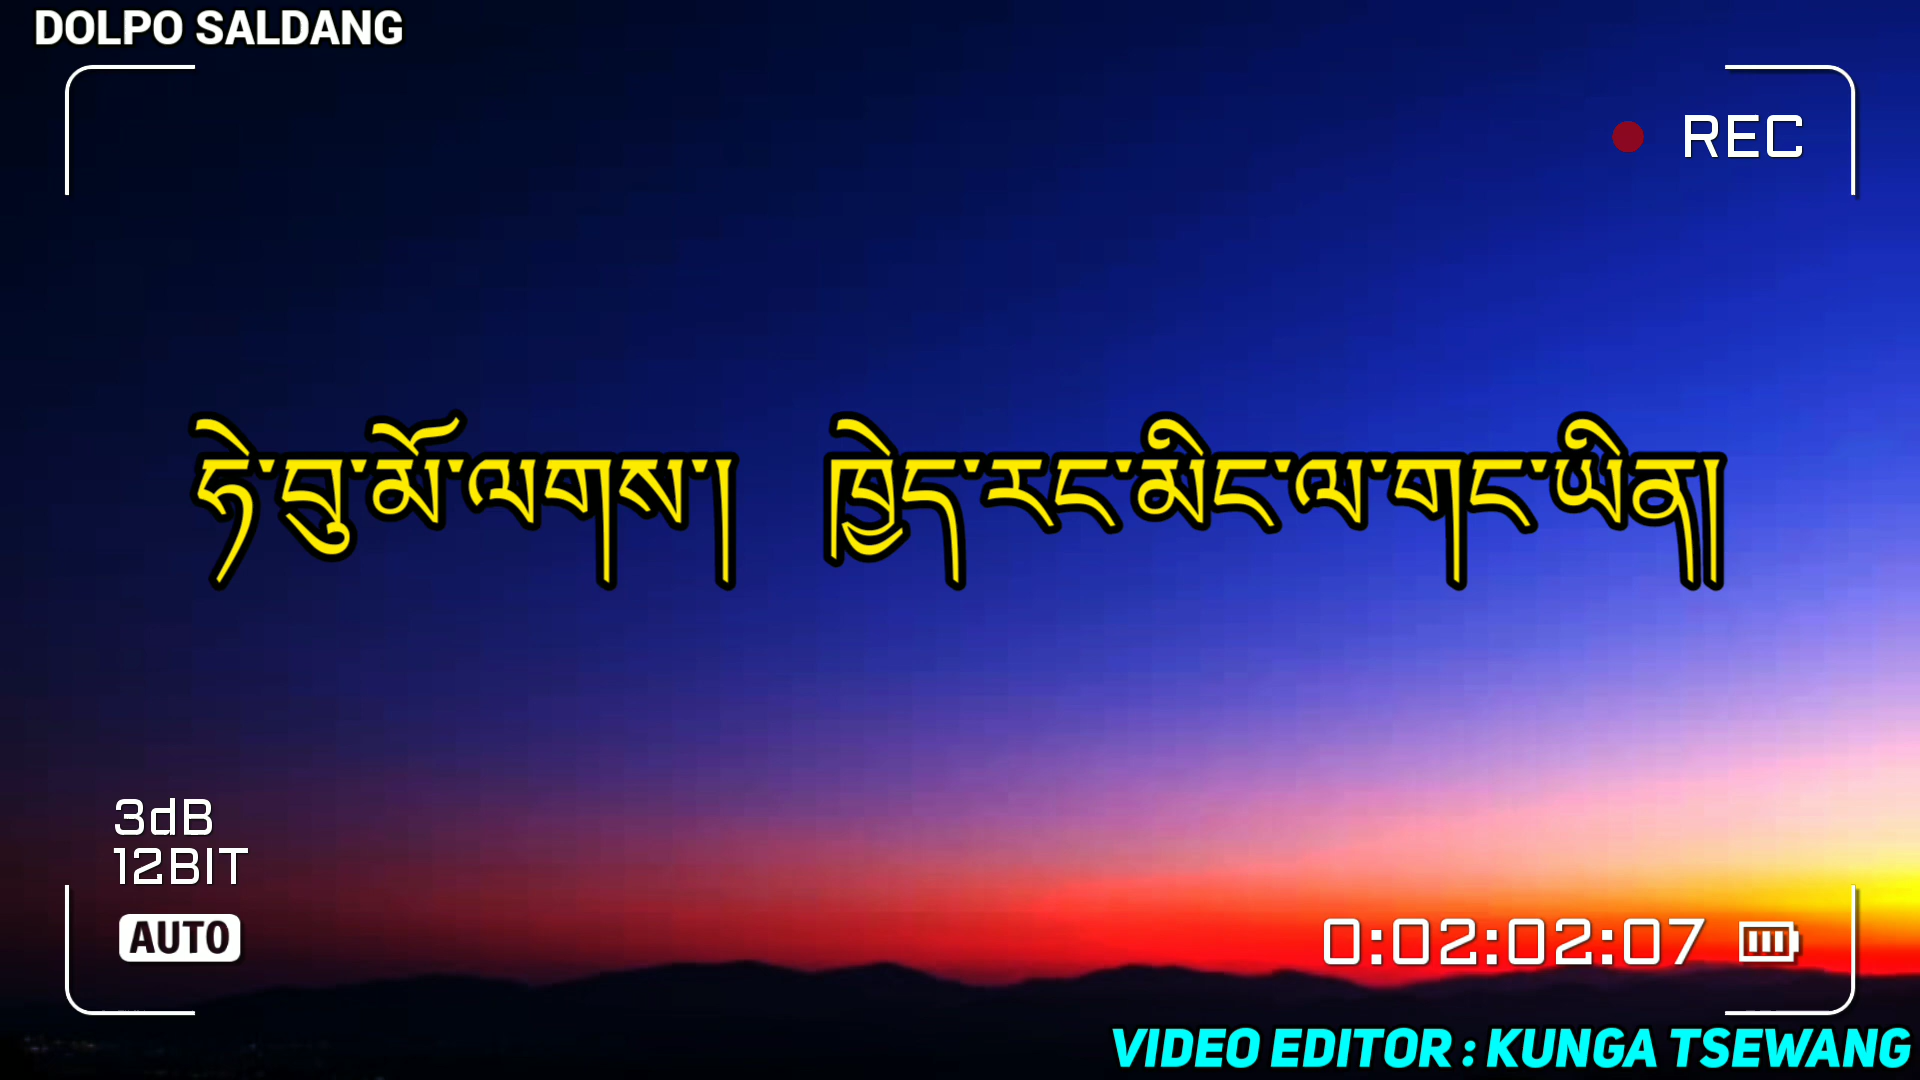 DOLPO SALDANG
REC
ཧེ་བུ་མོ་ལགས་། ཁྱེད་རང་མིང་ལ་གང་ཡིན།
3dB
12BIT
AUTO
0:02:02:07
VIDEO EDITOR : KUNGA TSEWANG